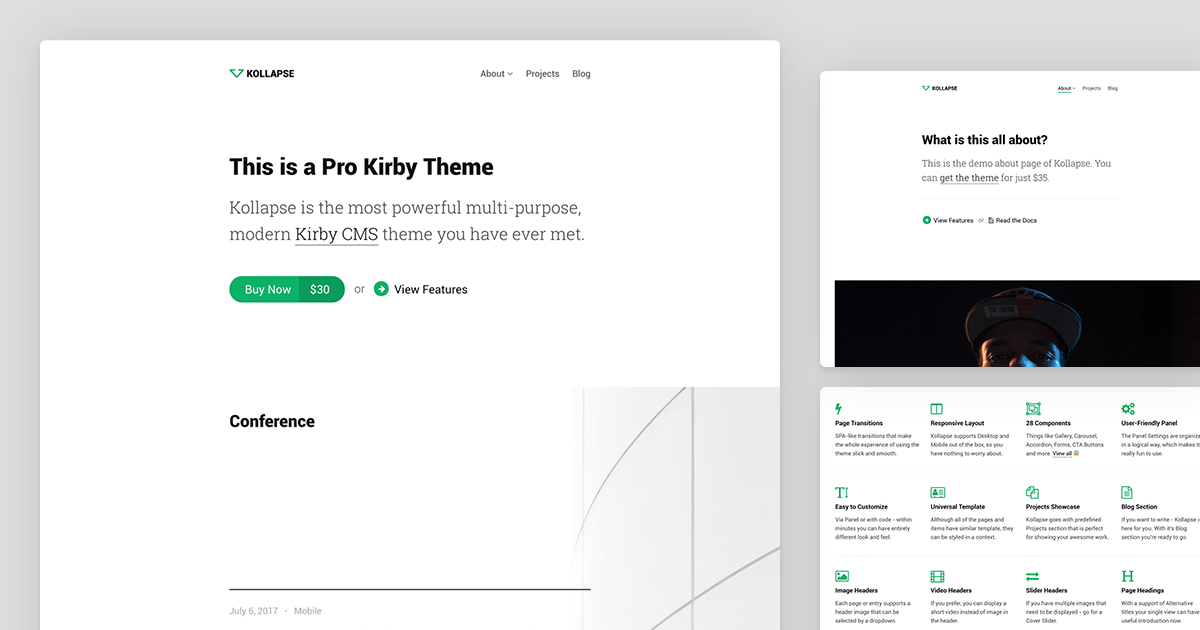 KOLLAPSE
About Projects Blog
This is a Pro Kirby Theme
Kollapse is the most powerful multi-purpose,
modern Kirby CMS theme you have ever met.
Buy Now $30 or View Features
Conference
July 6, 2017 • Mobile
KOLLAPSE
About Projects Blog
What is this all about?
This is the demo about page of Kollapse. You
can get the theme for just $35.
View Features or Read the Docs
Page Transitions
SPA-like transitions that make
the whole experience of using the
theme slick and smooth.
Responsive Layout
Kollapse supports Desktop and
Mobile out of the box, so you
have nothing to worry about.
28 Components
Things like Gallery, Carousel,
Accordion, Forms, CTA Buttons
and more. View all
User-Friendly Panel
The Panel Settings are organize
in a logical way, which makes it
really fun to use.
Easy to Customize
Via Panel or with code - within
minutes you can have entirely
different look and feel.
Universal Template
Although all of the pages and
items have similar template, they
can be styled in a context.
Projects Showcase
Kollapse goes with predefined
Projects section that is perfect
for showing your awesome work.
Blog Section
If you want to write - Kollapse is
here for you. With it's Blog
section you're ready to go.
Image Headers
Each page or entry supports a
header image that can be
selected by a dropdown.
Video Headers
If you prefer, you can display a
short video instead of image in
the header.
Slider Headers
If you have multiple images that
need to be displayed - go for a
Cover Slider.
Page Headings
With a support of Alternative
titles your single view can have
useful introduction now.